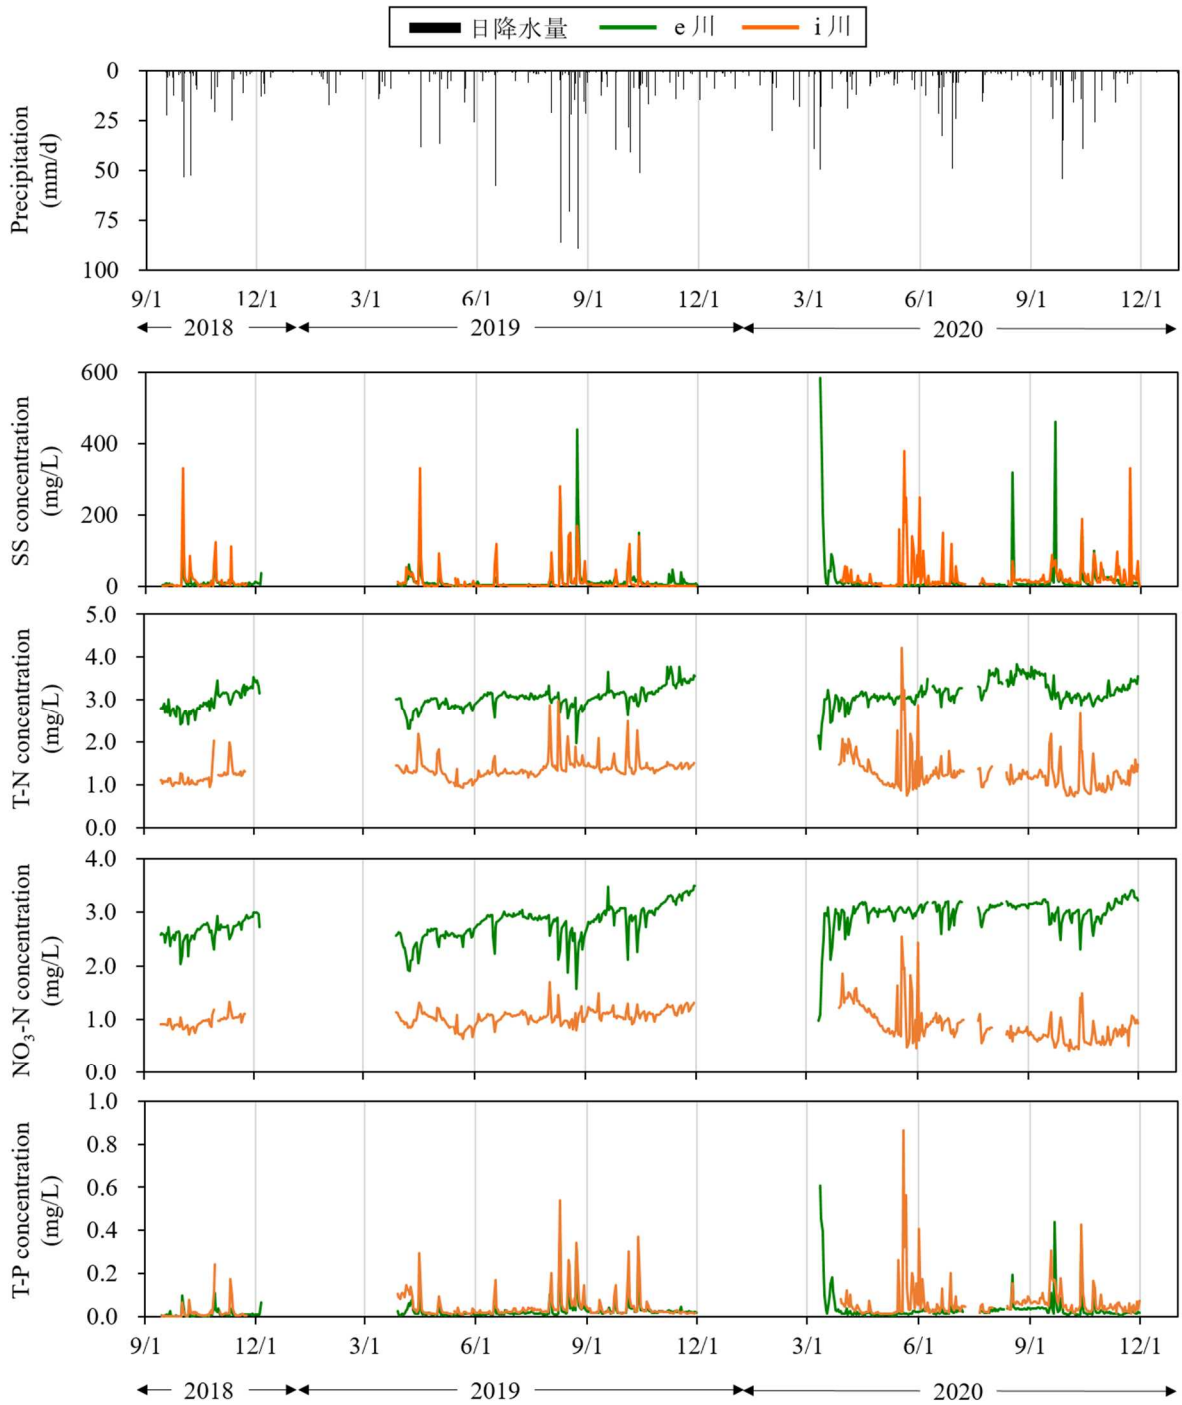 日降水量 e川 i川
Precipitation
(mm/d)
0
25
50
75
100
9/1 12/1 3/1 6/1 9/1 12/1 3/1 6/1 9/1 12/1
2018 2019 2020
SS concentration
(mg/L)
600
400
200
0
T-N concentration
(mg/L)
5.0
4.0
3.0
2.0
1.0
0.0
NO3-N concentration
(mg/L)
4.0
3.0
2.0
1.0
0.0
T-P concentration
(mg/L)
1.0
0.8
0.6
0.4
0.2
0.0
9/1 12/1 3/1 6/1 9/1 12/1 3/1 6/1 9/1 12/1
2018 2019 2020